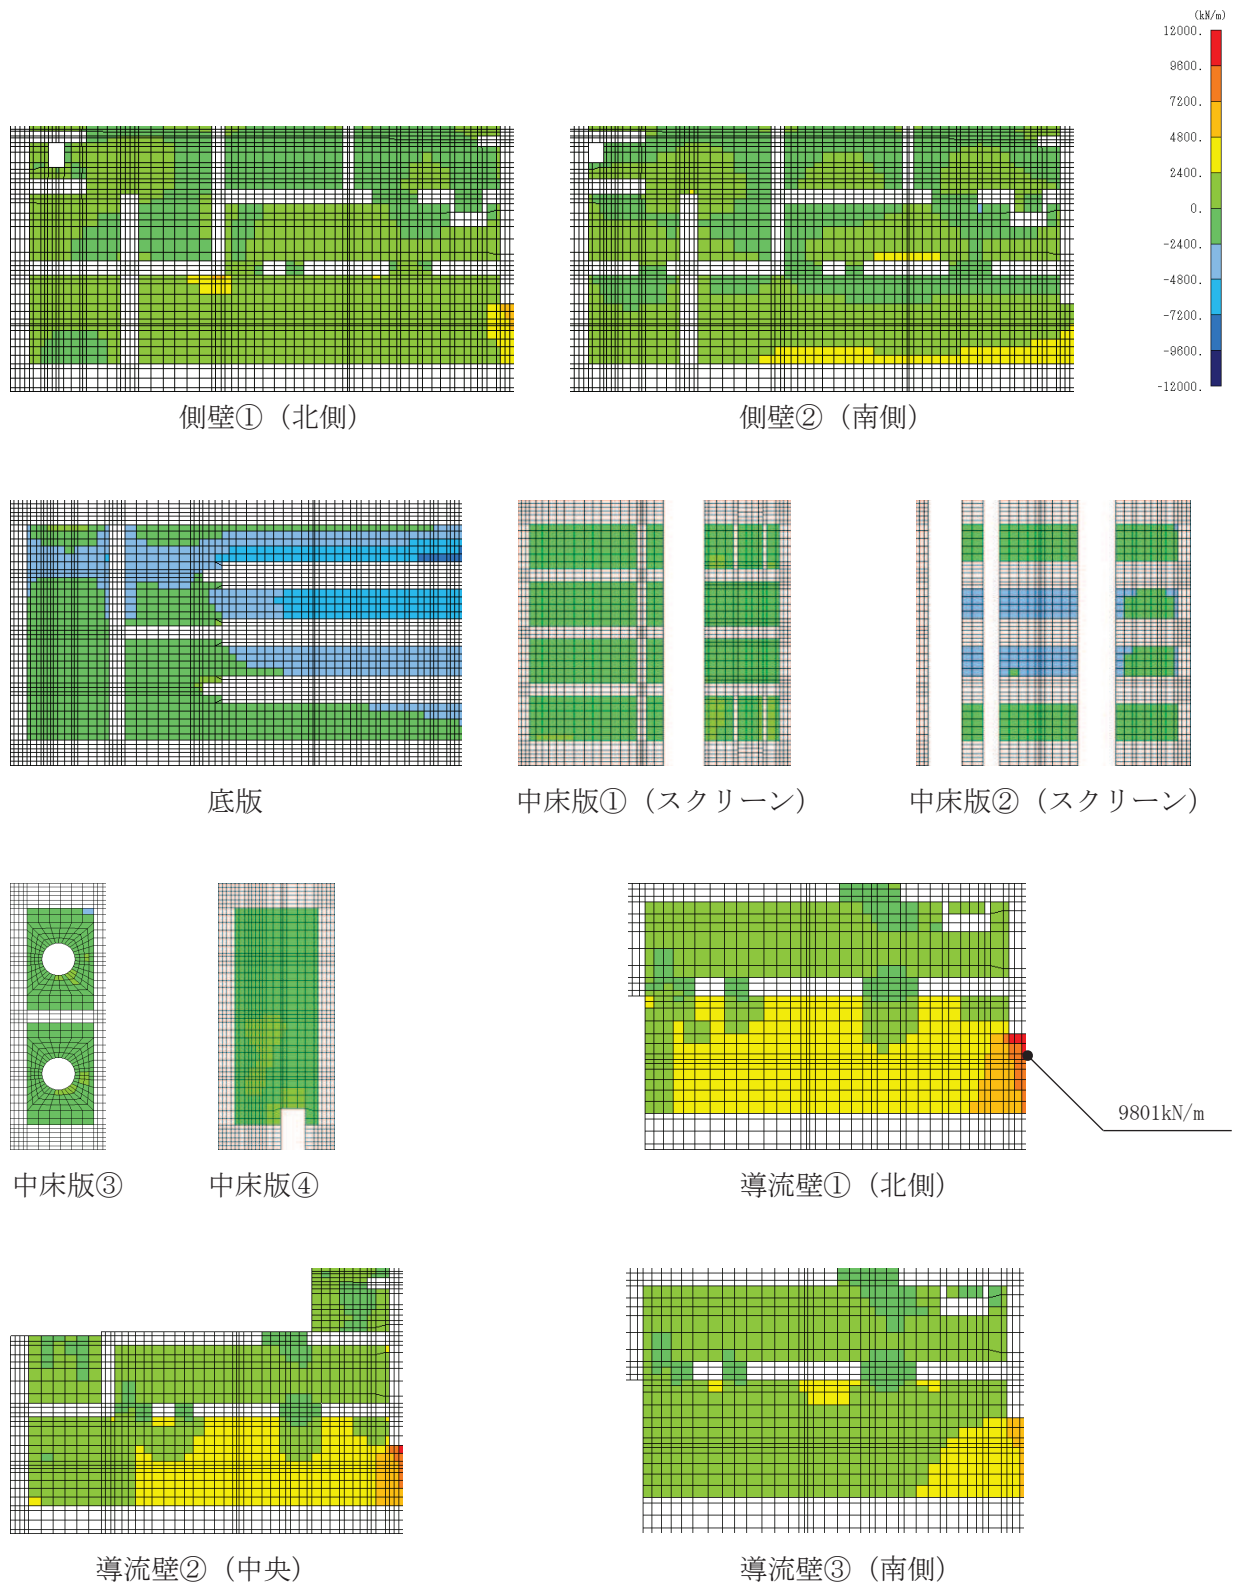 (kN/m)
12000.
9600.
7200.
4800.
2400.
0.
-2400.
-4800.
-7200.
-9600.
-12000.
側壁①（北側）
側壁②（南側）
底版
中床版①（スクリーン）
中床版②（スクリーン）
9801kN/m
中床版③
中床版④
導流壁①（北側）
導流壁②（中央）
導流壁③（南側）